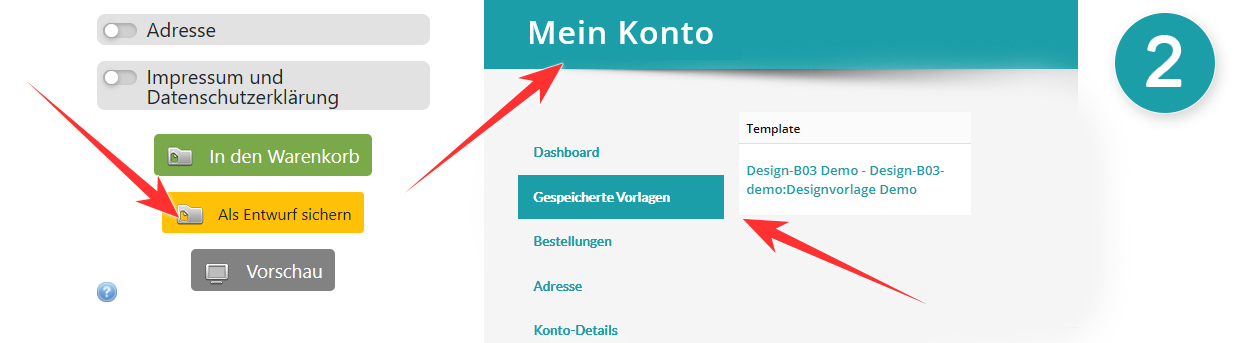 Adresse
Impressum und
Datenschutzerklärung
In den Warenkorb
Als Entwurf sichern
Vorschau
?
Mein Konto
Dashboard
Gespeicherte Vorlagen
Bestellungen
Adresse
Konto-Details
Template
Design-B03 Demo - Design-B03-
demo:Designvorlage Demo
2